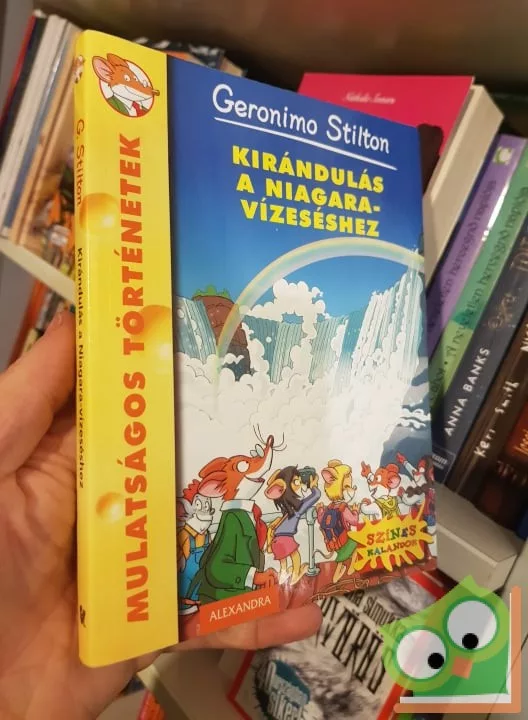 Geronimo Stilton
KIRÁNDULÁS
A NIAGARA-
VÍZESÉSHEZ
MULATSÁGOS TÖRTÉNETEK
G. Stilton
Kirándulás a Niagara-vízeséshez
SZÍNES
KALANDOK
ALEXANDRA
ANNA BANKS